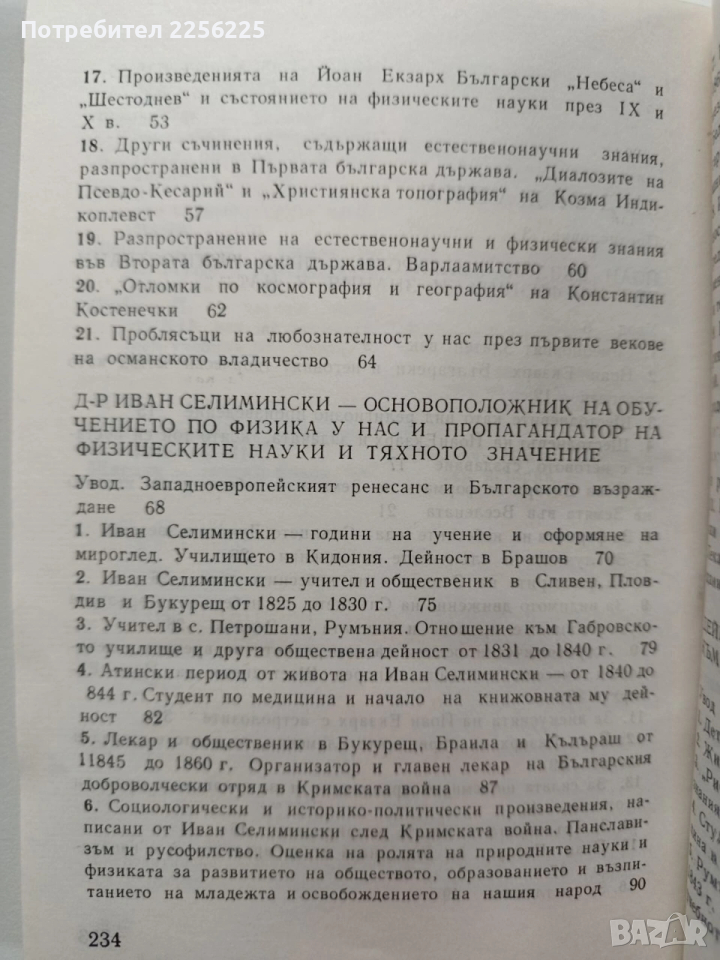 Потребител 2256225
17. Произведенията на Йоан Екзарх Български „Небеса“ и
„Шестоднев“ и състоянието на физическите науки през IX и
X в. 53
18. Други съчинения, съдържащи естественонаучни знания,
разпространени в Първата българска държава. „Диалозите на
Псевдо-Кесарий“ и „Християнска топография“ на Козма Инди-
коплевст 57
19. Разпространение на естественонаучни и физически знания
във Втората българска държава. Варлаамитство 60
20. „Отломки по космография и география“ на Константин
Костенечки 62
21. Проблясъци на любознателност у нас през първите векове
на османското владичество 64
Д-Р ИВАН СЕЛИМИНСКИ — ОСНОВОПОЛОЖНИК НА ОБУ-
ЧЕНИЕТО ПО ФИЗИКА У НАС И ПРОПАГАНДАТОР НА
ФИЗИЧЕСКИТЕ НАУКИ И ТЯХНОТО ЗНАЧЕНИЕ
Увод. Западноевропейският ренесанс и Българското възраж-
дане 68
1. Иван Селимински — години на учение и оформяне на
мироглед. Училището в Кидония. Дейност в Брашов 70
2. Иван Селимински — учител и общественик в Сливен, Плов-
див и Букурещ от 1825 до 1830 г. 75
3. Учител в с. Петрошани, Румъния. Отношение към Габровско-
то училище и друга обществена дейност от 1831 до 1840 г. 79
4. Атински период от живота на Иван Селимински — от 1840 до
844 г. Студент по медицина и начало на книжовната му дей-
ност 82
5. Лекар и общественик в Букурещ, Браила и Кълъраш от
11845 до 1860 г. Организатор и главен лекар на Българския
доброволчески отряд в Кримската война 87
6. Социологически и историко-политически произведения, на-
писани от Иван Селимински след Кримската война. Панслави-
зъм и русофилство. Оценка на ролята на природните науки и
физиката за развитието на обществото, образованието и възпи-
танието на младежта и освобождението на нашия народ 90
234
BAZAR